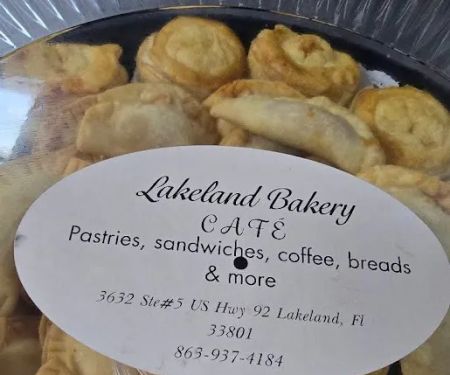 Lakeland Bakery
CAFÉ
Pastries, sandwiches, coffee, breads
& more
3632 Ste#5 US Hwy 92 Lakeland, Fl
33801
863-937-4184